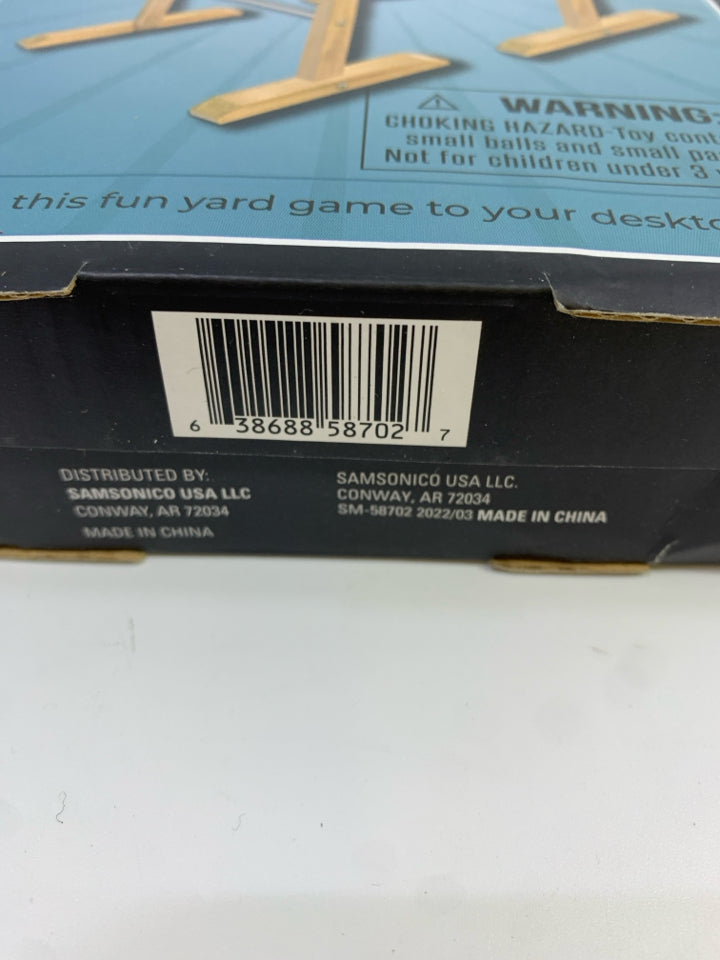 WARNING:
CHOKING HAZARD-Toy cont
small balls and small pa
Not for children under 3
this fun yard game to your deskto
6 38688 58702 7
DISTRIBUTED BY:
SAMSONICO USA LLC
CONWAY, AR 72034
MADE IN CHINA
SAMSONICO USA LLC.
CONWAY, AR 72034
SM-58702 2022/03 MADE IN CHINA